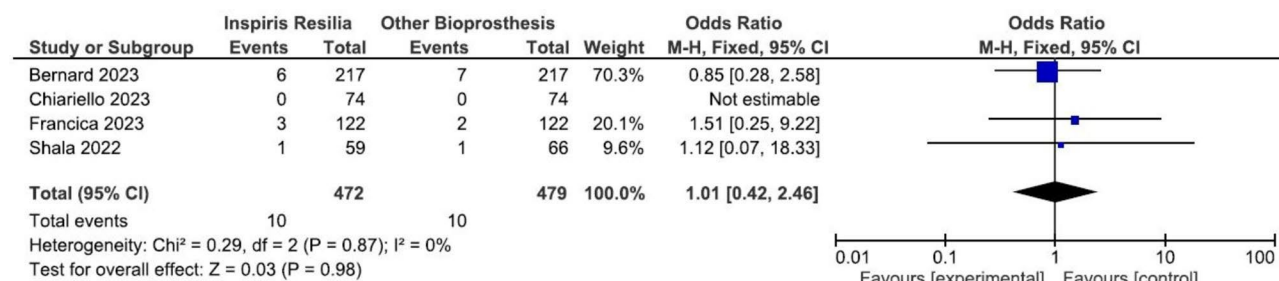 Inspiris Resilia Other Bioprosthesis Odds Ratio Odds Ratio
Study or Subgroup Events Total Events Total Weight M-H, Fixed, 95% CI M-H, Fixed, 95% CI
Bernard 2023 6 217 7 217 70.3% 0.85 [0.28, 2.58]
Chiariello 2023 0 74 0 74 Not estimable
Francica 2023 3 122 2 122 20.1% 1.51 [0.25, 9.22]
Shala 2022 1 59 1 66 9.6% 1.12 [0.07, 18.33]
Total (95% CI) 472 479 100.0% 1.01 [0.42, 2.46]
Total events 10 10
Heterogeneity: Chi² = 0.29, df = 2 (P = 0.87); I² = 0%
Test for overall effect: Z = 0.03 (P = 0.98)
0.01 0.1 1 10 100
Favours [experimental] Favours [control]